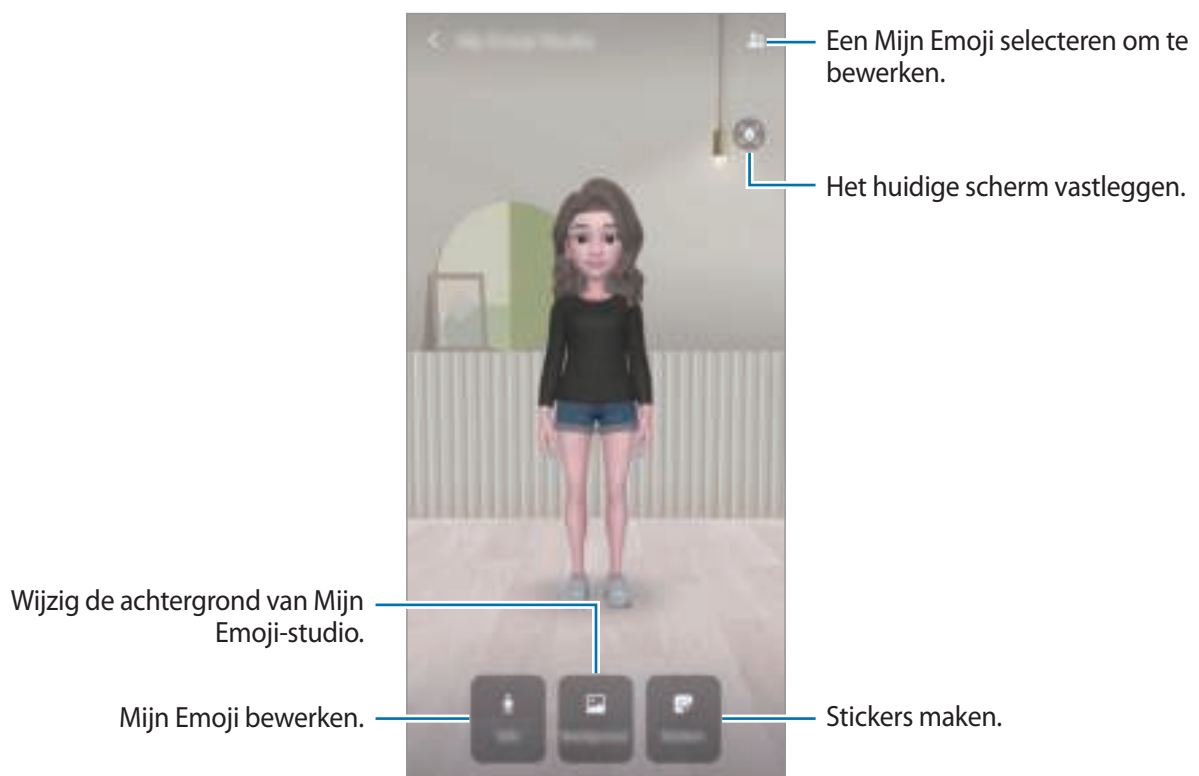 Een Mijn Emoji selecteren om te
bewerken.
Het huidige scherm vastleggen.
Wijzig de achtergrond van Mijn
Emoji-studio.
Mijn Emoji bewerken.
Stickers maken.